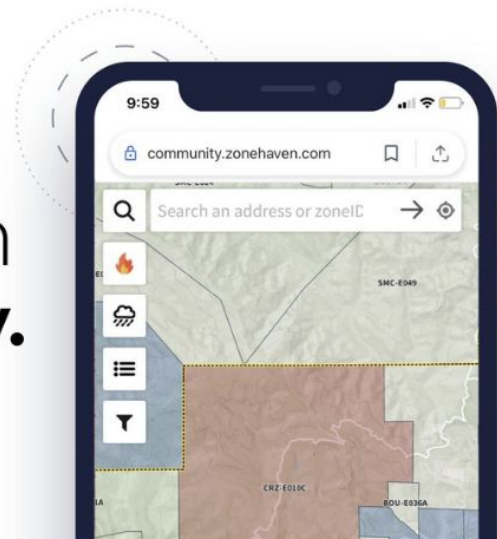 9:59
community.zonehaven.com
Search an address or zoneID
SMC-E049
CRZ-E010C
BOU-E036A